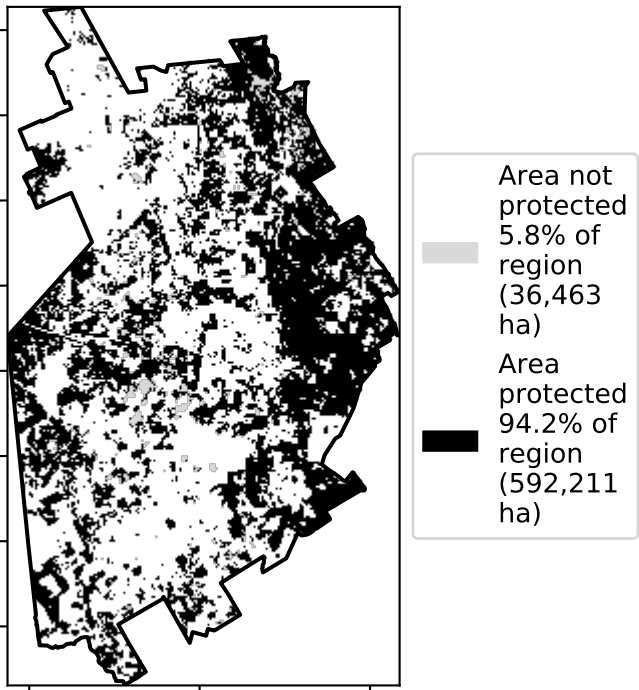 Area not
protected
5.8% of
region
(36,463
ha)
Area
protected
94.2% of
region
(592,211
ha)